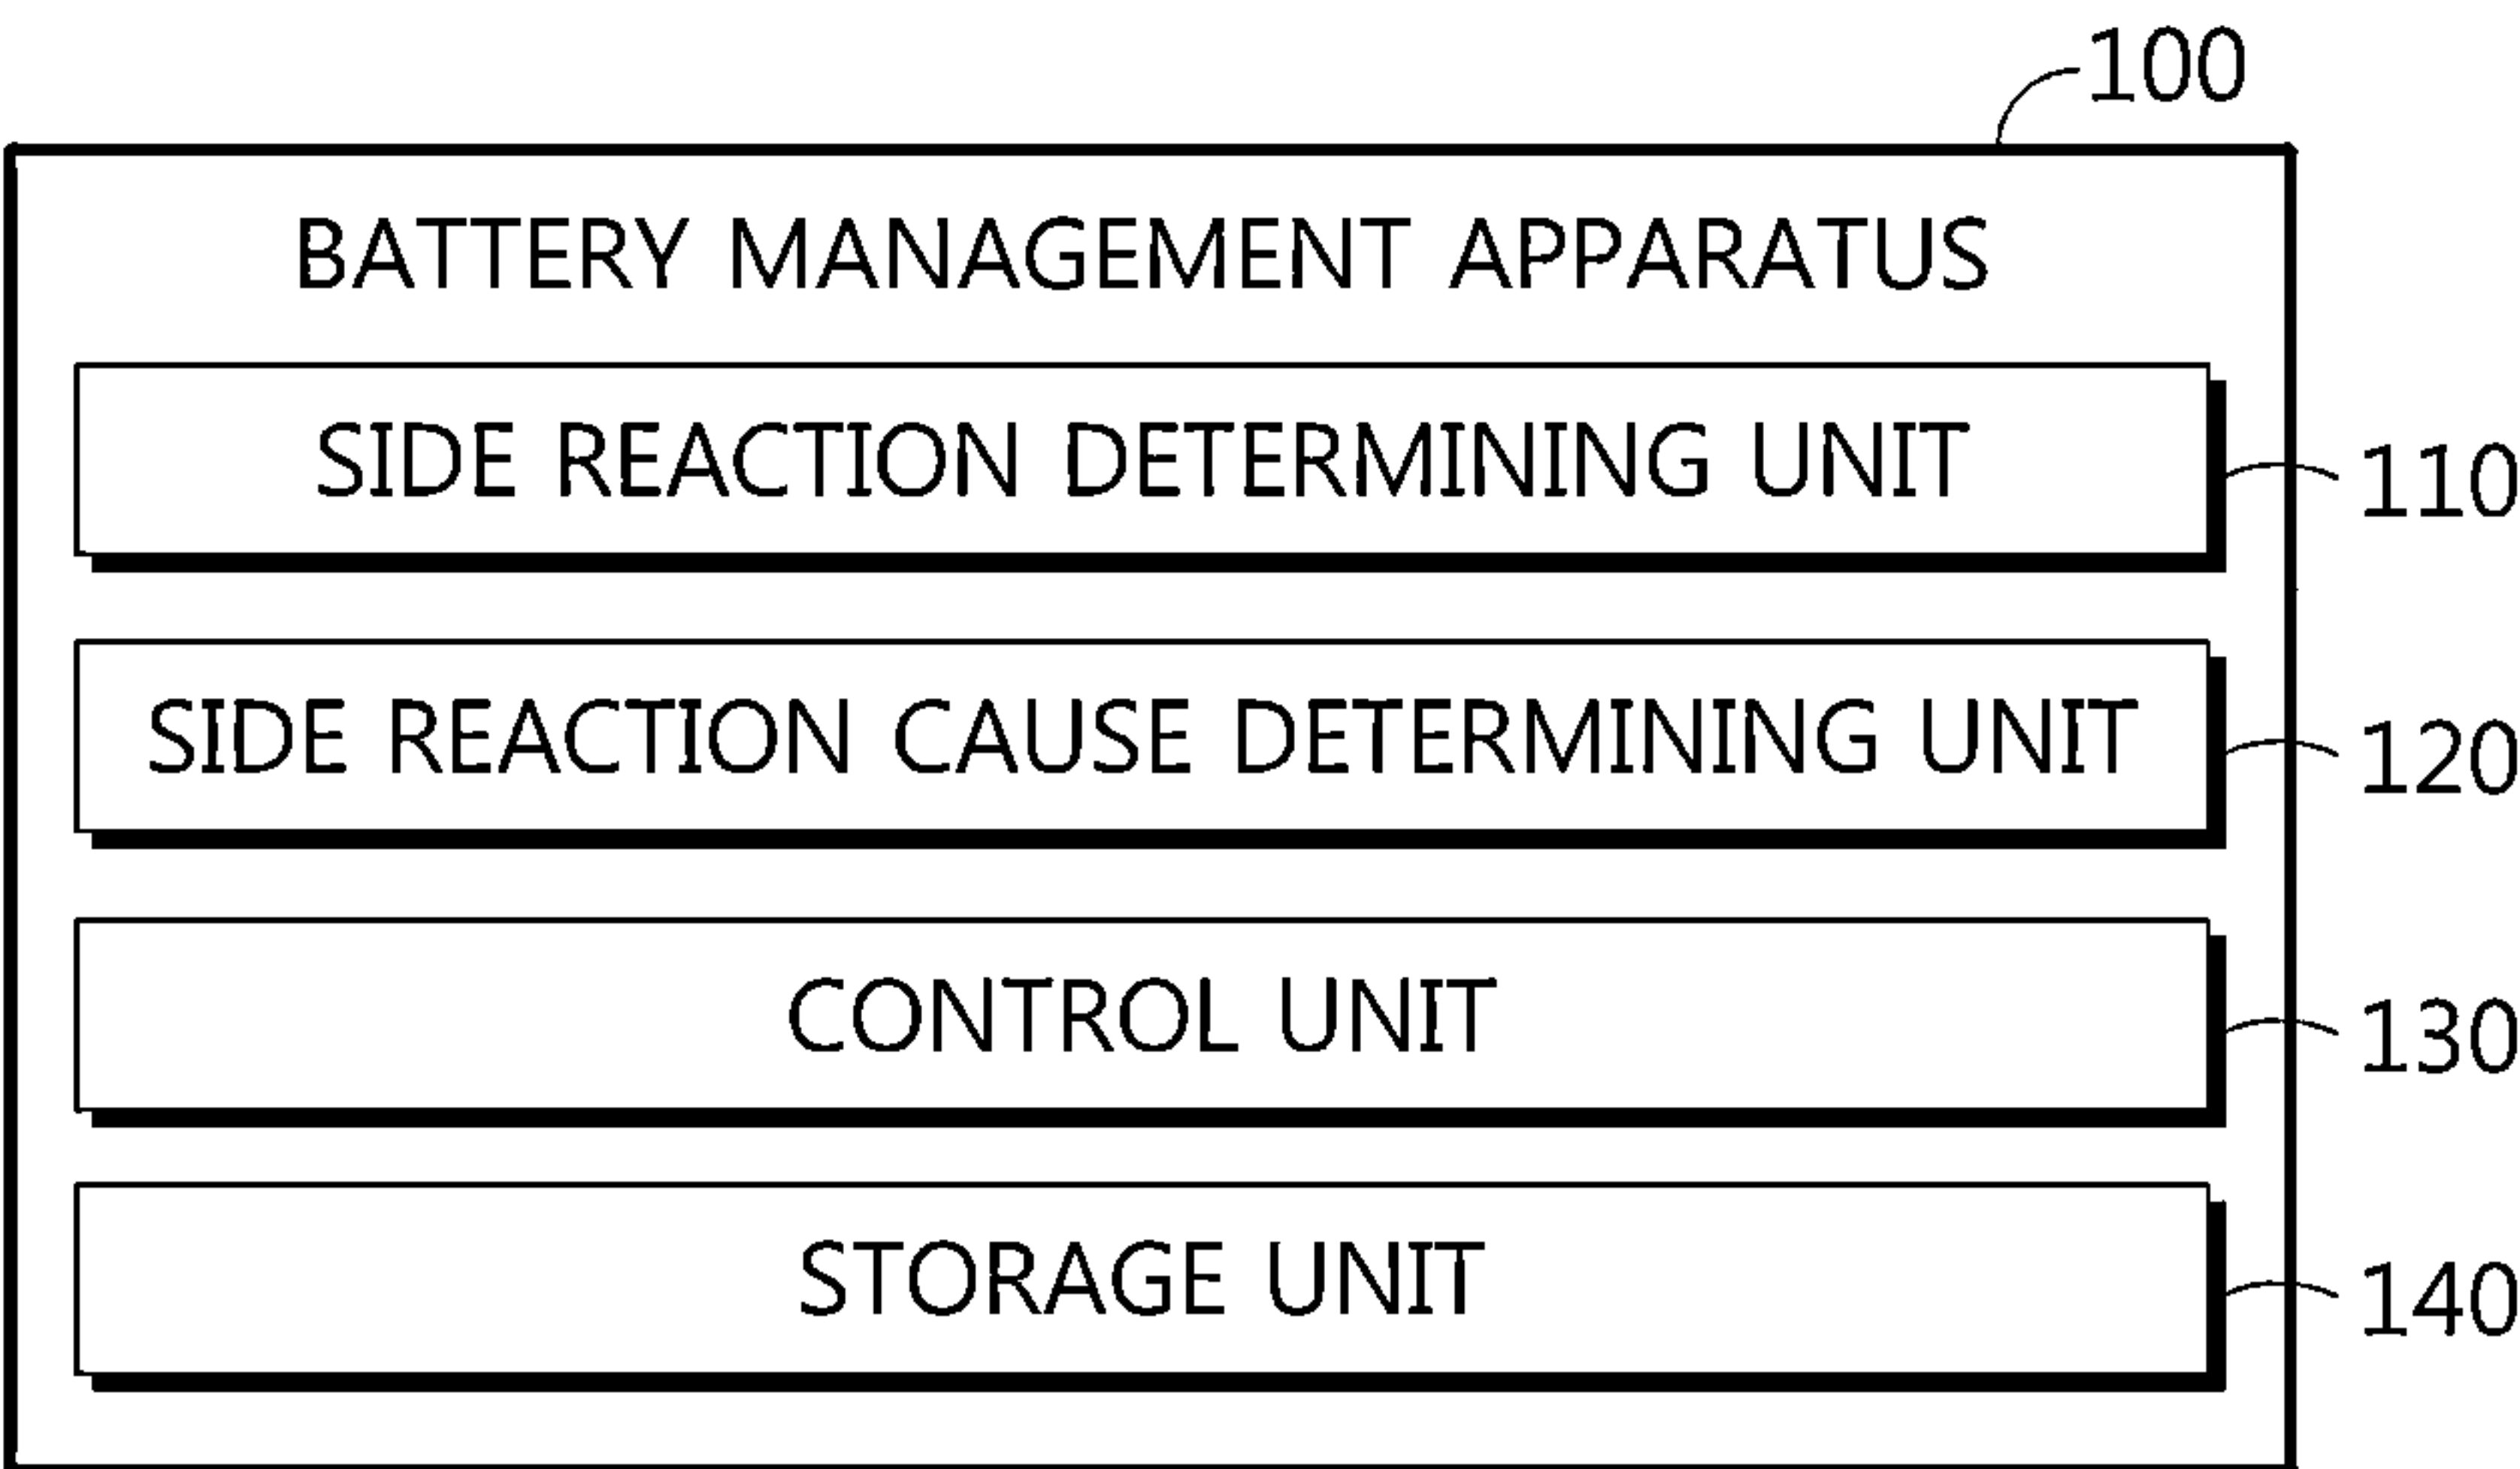 100
BATTERY MANAGEMENT APPARATUS
SIDE REACTION DETERMINING UNIT
110
SIDE REACTION CAUSE DETERMINING UNIT
120
CONTROL UNIT
130
STORAGE UNIT
140